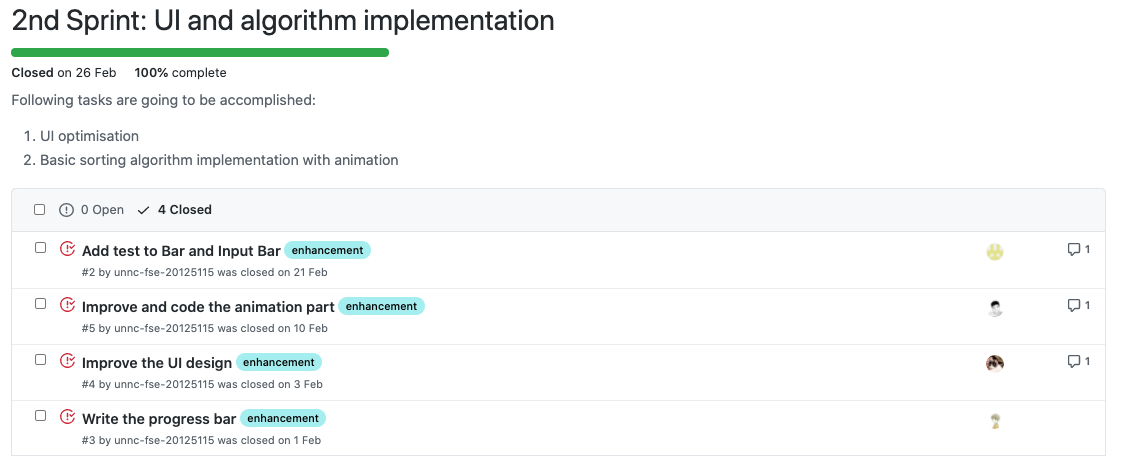 2nd Sprint: UI and algorithm implementation
Closed on 26 Feb 100% complete
Following tasks are going to be accomplished:
1. UI optimisation
2. Basic sorting algorithm implementation with animation
0 Open 4 Closed
Add test to Bar and Input Bar enhancement 1
#2 by unnc-fse-20125115 was closed on 21 Feb
Improve and code the animation part enhancement 1
#5 by unnc-fse-20125115 was closed on 10 Feb
Improve the UI design enhancement 1
#4 by unnc-fse-20125115 was closed on 3 Feb
Write the progress bar enhancement
#3 by unnc-fse-20125115 was closed on 1 Feb